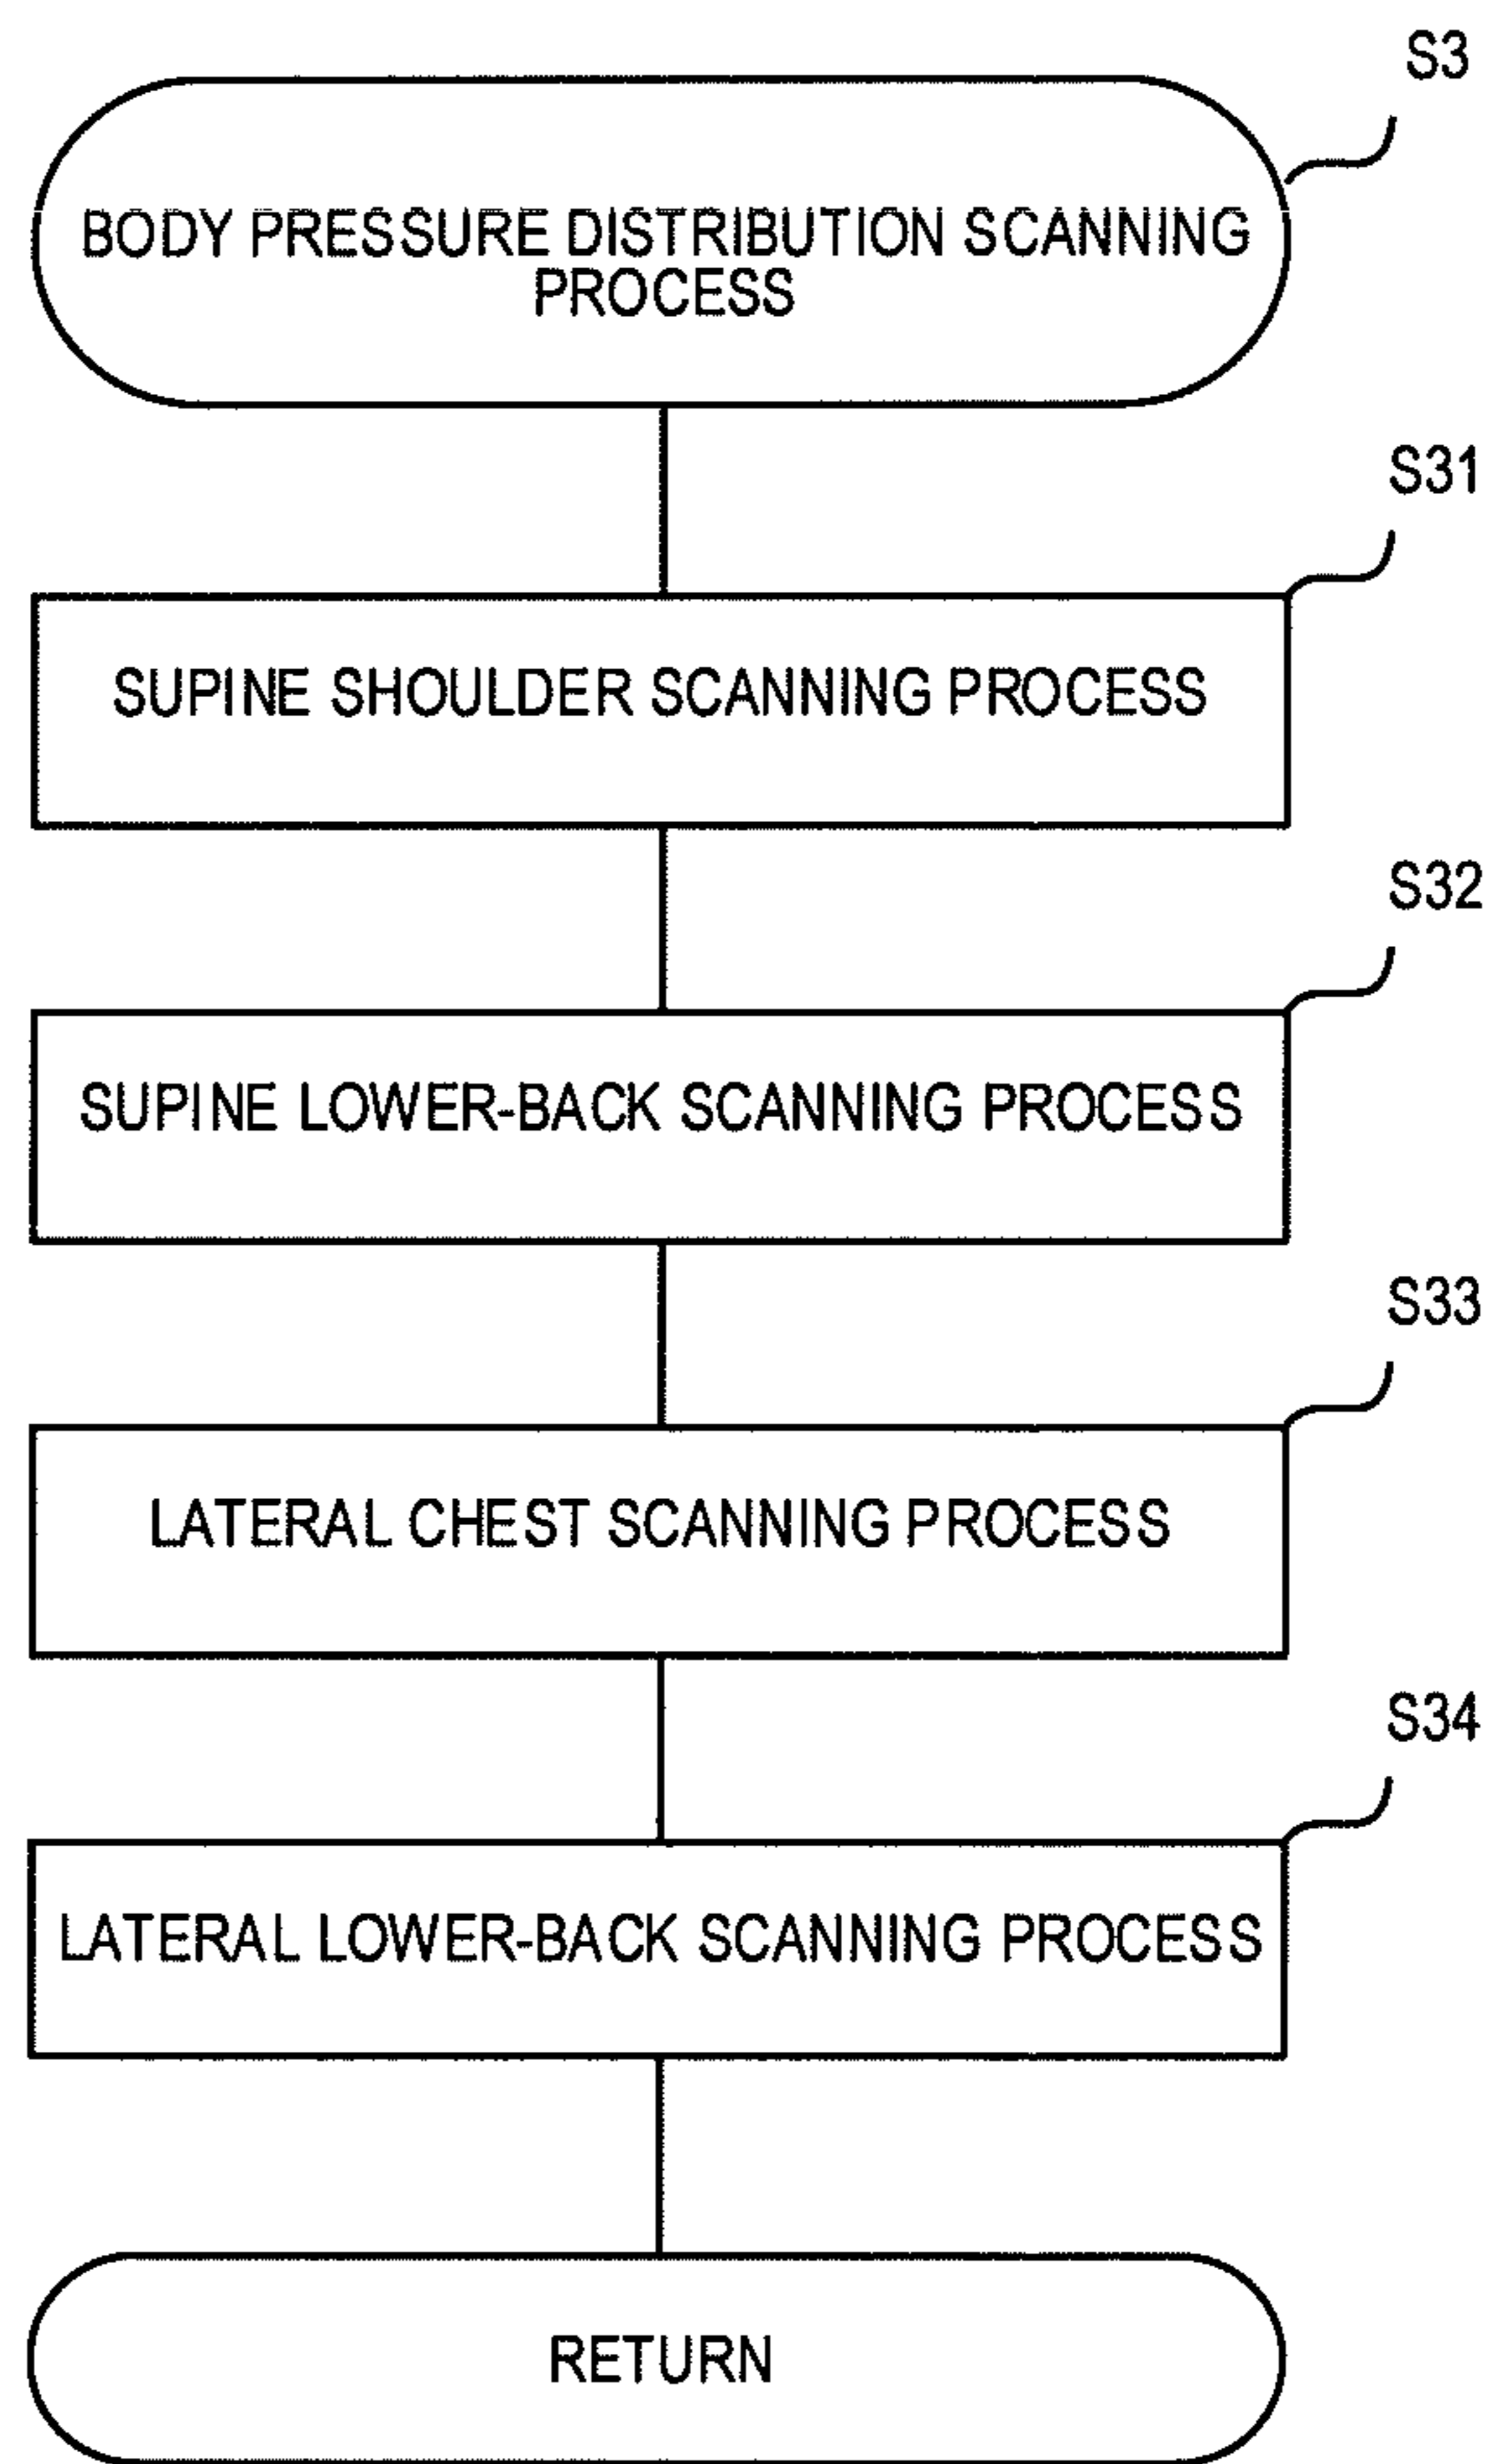 S3
BODY PRESSURE DISTRIBUTION SCANNING
PROCESS
S31
SUPINE SHOULDER SCANNING PROCESS
S32
SUPINE LOWER-BACK SCANNING PROCESS
S33
LATERAL CHEST SCANNING PROCESS
S34
LATERAL LOWER-BACK SCANNING PROCESS
RETURN